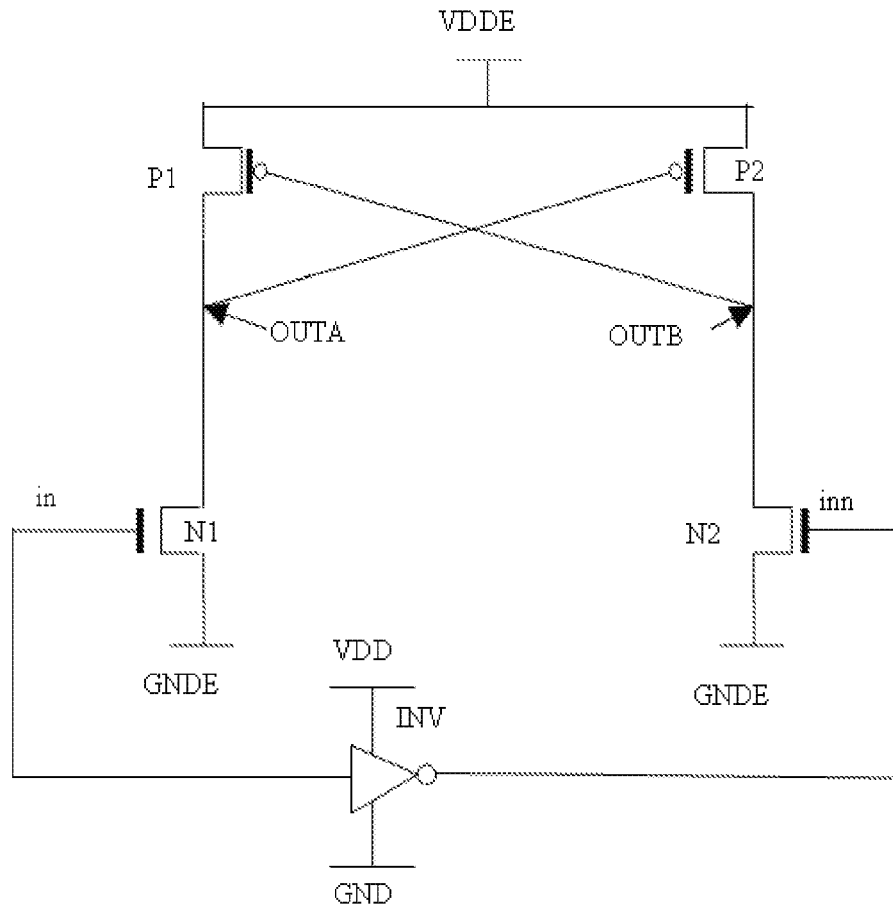 VDDE
P1
P2
OUTA
OUTB
in
inn
N1
N2
VDD
GNDE
GNDE
INV
GND